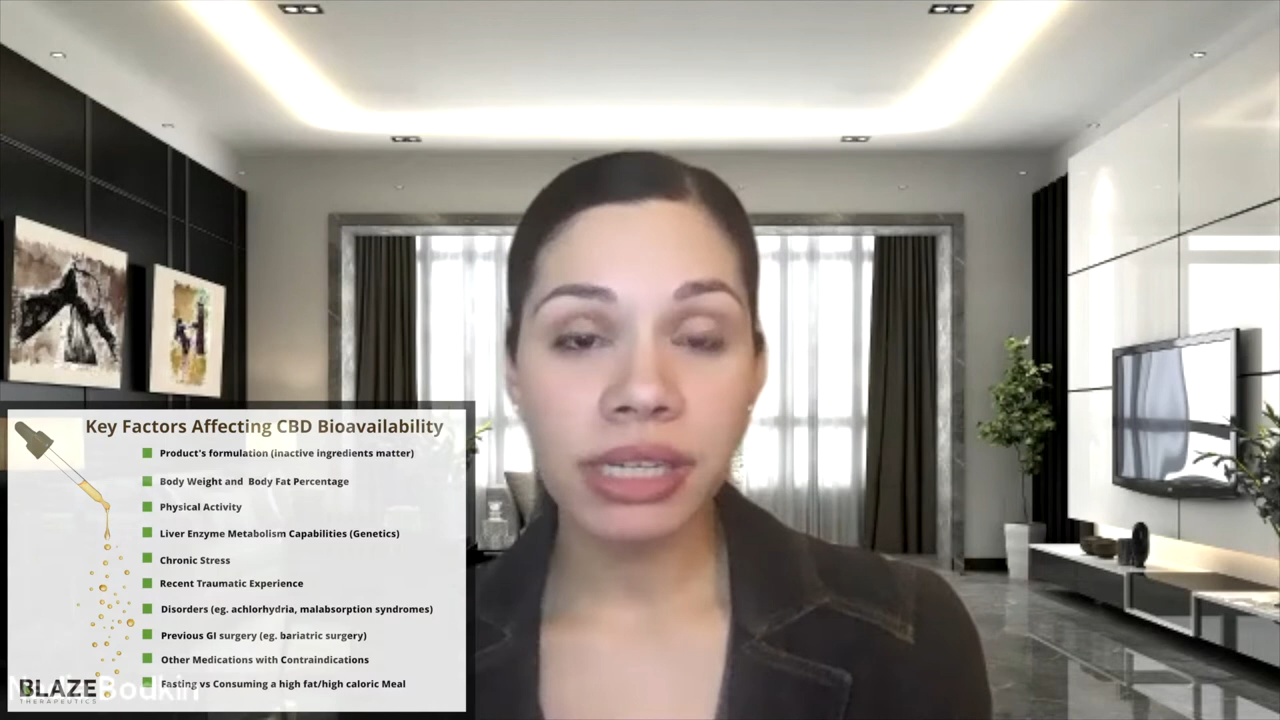 Key Factors Affecting CBD Bioavailability
Product's formulation (inactive ingredients matter)
Body Weight and Body Fat Percentage
Physical Activity
Liver Enzyme Metabolism Capabilities (Genetics)
Chronic Stress
Recent Traumatic Experience
Disorders (eg. achlorhydria, malabsorption syndromes)
Previous GI surgery (eg. bariatric surgery)
Other Medications with Contraindications
Fasting vs Consuming a high fat/high caloric Meal
BLAZE
THERAPEUTICS
Bodkin